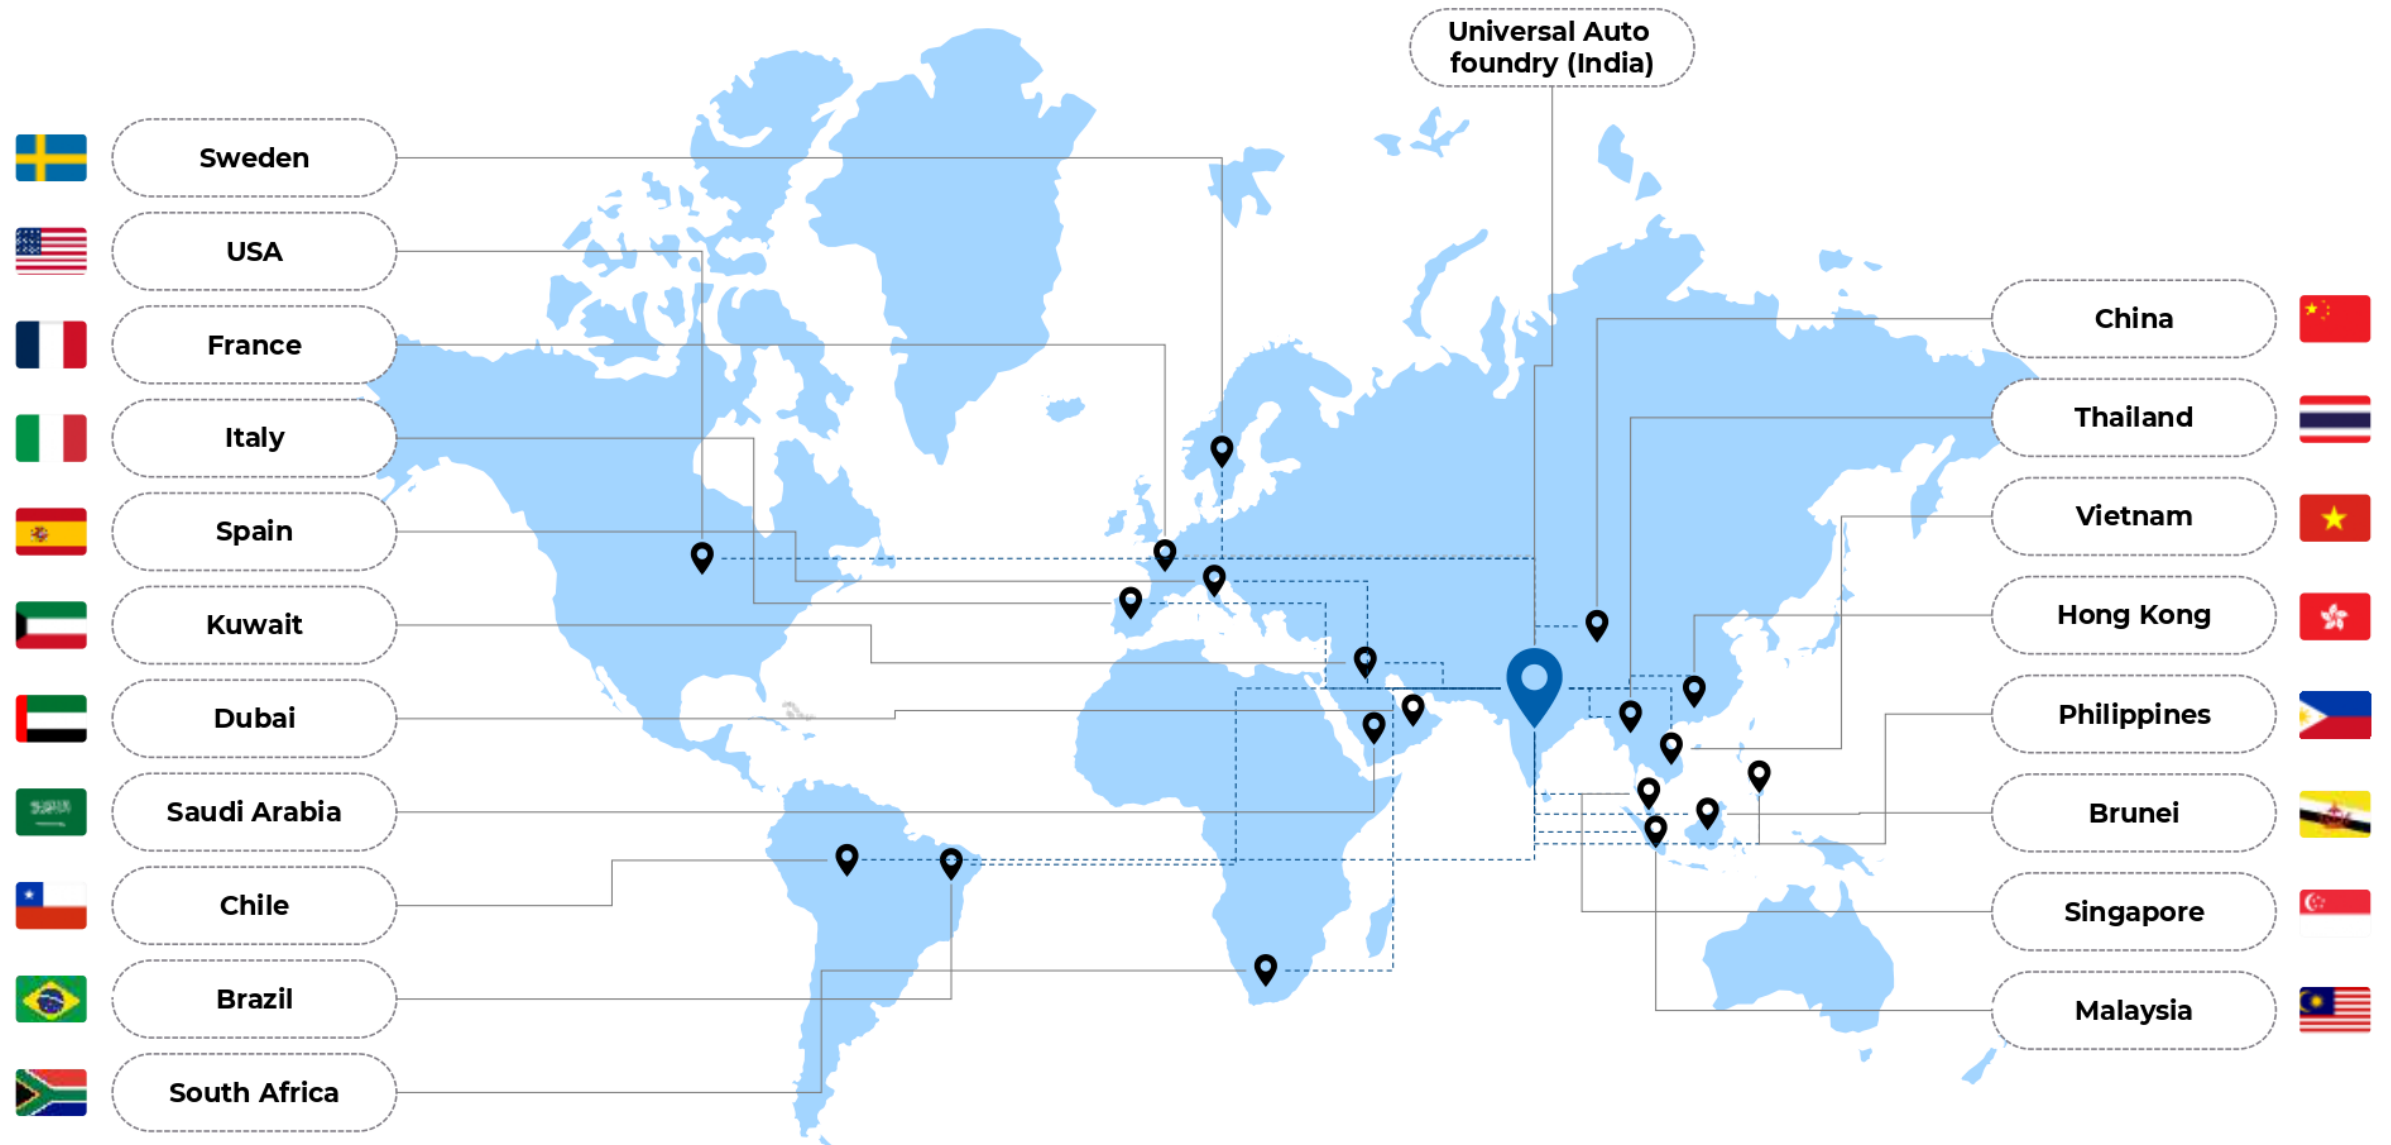 Universal Auto
foundry (India)
Sweden
USA
France
Italy
Spain
Kuwait
Dubai
Saudi Arabia
Chile
Brazil
South Africa
China
Thailand
Vietnam
Hong Kong
Philippines
Brunei
Singapore
Malaysia